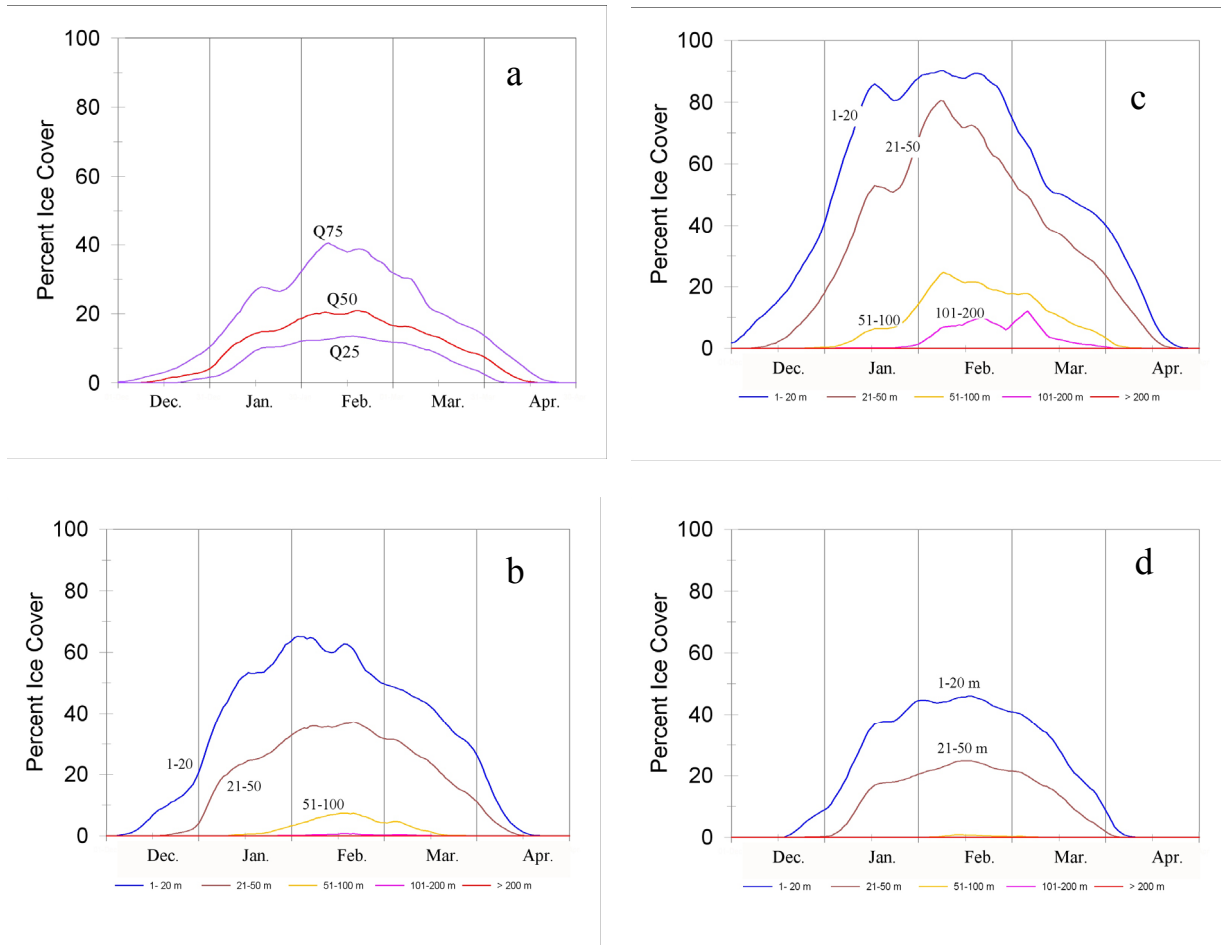 a
Percent Ice Cover
100
80
60
40
20
0
Q75
Q50
Q25
Dec. Jan. Feb. Mar. Apr.
c
Percent Ice Cover
100
80
60
40
20
0
1-20
21-50
51-100
101-200
Dec. Jan. Feb. Mar. Apr.
1- 20 m 21-50 m 51-100 m 101-200 m > 200 m
b
Percent Ice Cover
100
80
60
40
20
0
1-20
21-50
51-100
Dec. Jan. Feb. Mar. Apr.
1- 20 m 21-50 m 51-100 m 101-200 m > 200 m
d
Percent Ice Cover
100
80
60
40
20
0
1-20 m
21-50 m
Dec. Jan. Feb. Mar. Apr.
1- 20 m 21-50 m 51-100 m 101-200 m > 200 m